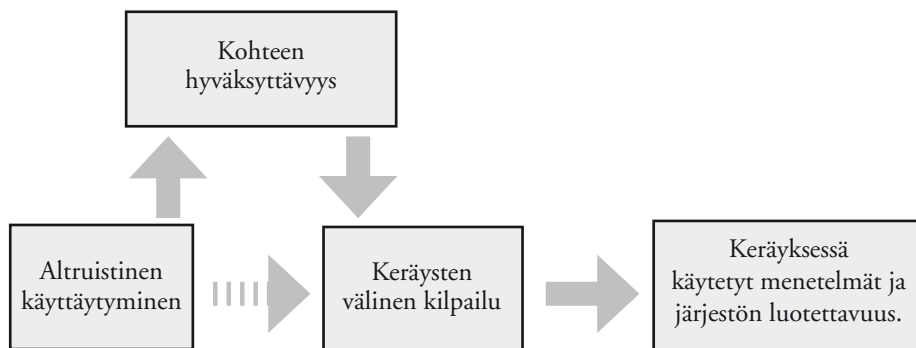 Kohteen
hyväksyttävyys
Altruistinen
käyttäytyminen
Keräysten
välinen kilpailu
Keräyksessä
käytetyt menetelmät ja
järjestön luotettavuus.